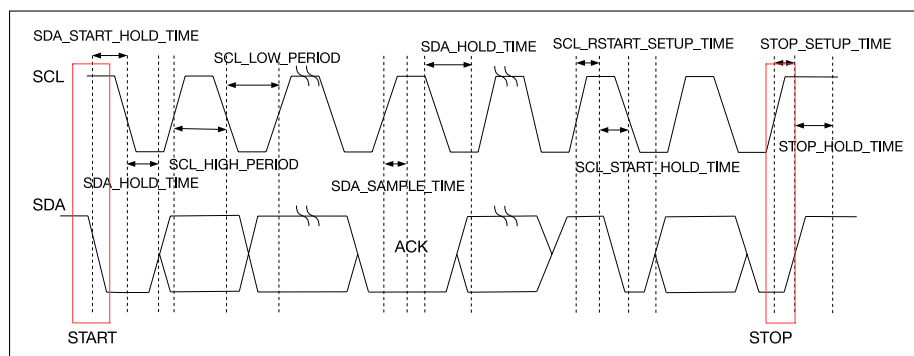 SDA_START_HOLD_TIME
SCL_LOW_PERIOD
SDA_HOLD_TIME
SCL_RSTART_SETUP_TIME
STOP_SETUP_TIME
SCL
SCL_HIGH_PERIOD
SDA_HOLD_TIME
SDA_SAMPLE_TIME
SCL_START_HOLD_TIME
STOP_HOLD_TIME
SDA
ACK
START
STOP